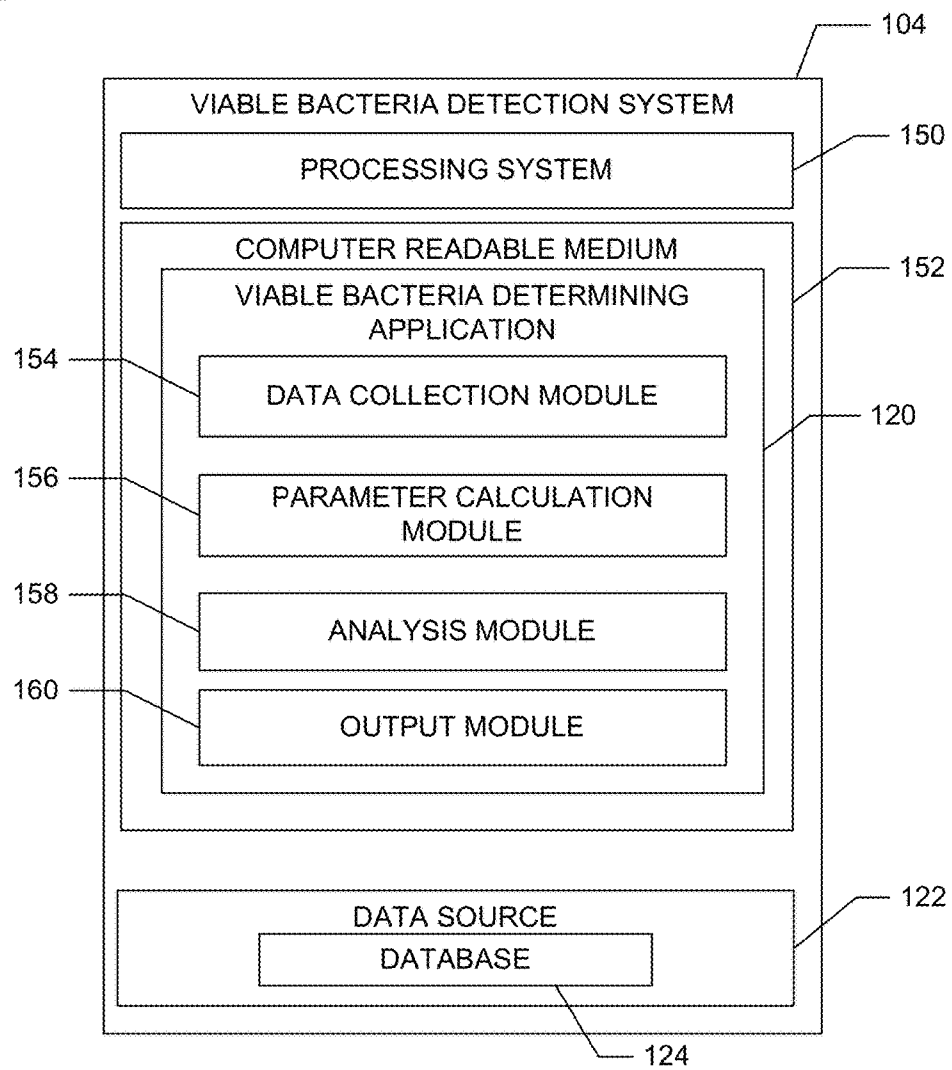 104
VIABLE BACTERIA DETECTION SYSTEM
150
PROCESSING SYSTEM
COMPUTER READABLE MEDIUM
152
VIABLE BACTERIA DETERMINING
APPLICATION
154
DATA COLLECTION MODULE
120
156
PARAMETER CALCULATION
MODULE
158
ANALYSIS MODULE
160
OUTPUT MODULE
122
DATA SOURCE
DATABASE
124